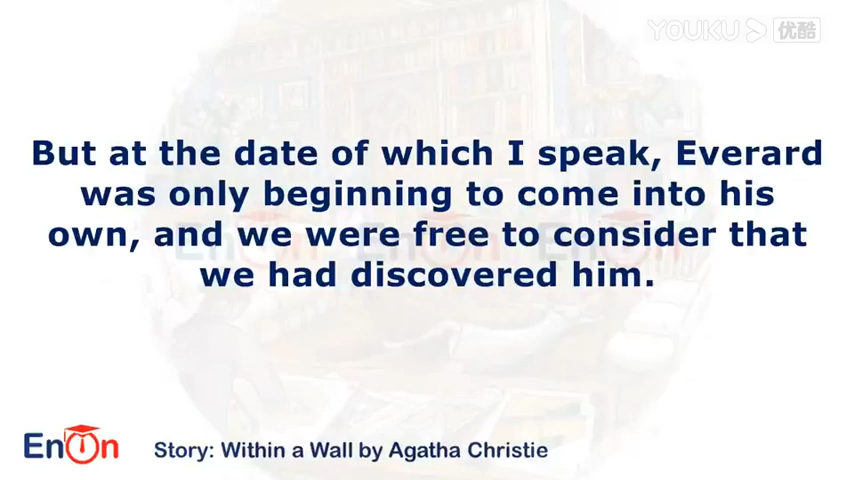 YOUKU 优酷
But at the date of which I speak, Everard
was only beginning to come into his
own, and we were free to consider that
we had discovered him.
EnOn
Story: Within a Wall by Agatha Christie